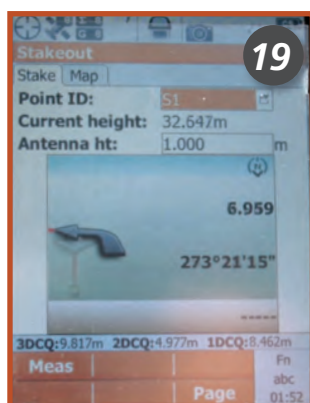 19
Stakeout
Stake Map
Point ID: S1
Current height: 32.647m
Antenna ht: 1.000 m
6.959
273°21'15"
-----
3DCQ:9.817m 2DCQ:4.977m 1DCQ:8.462m
Meas Fn
abc
Page 01:52